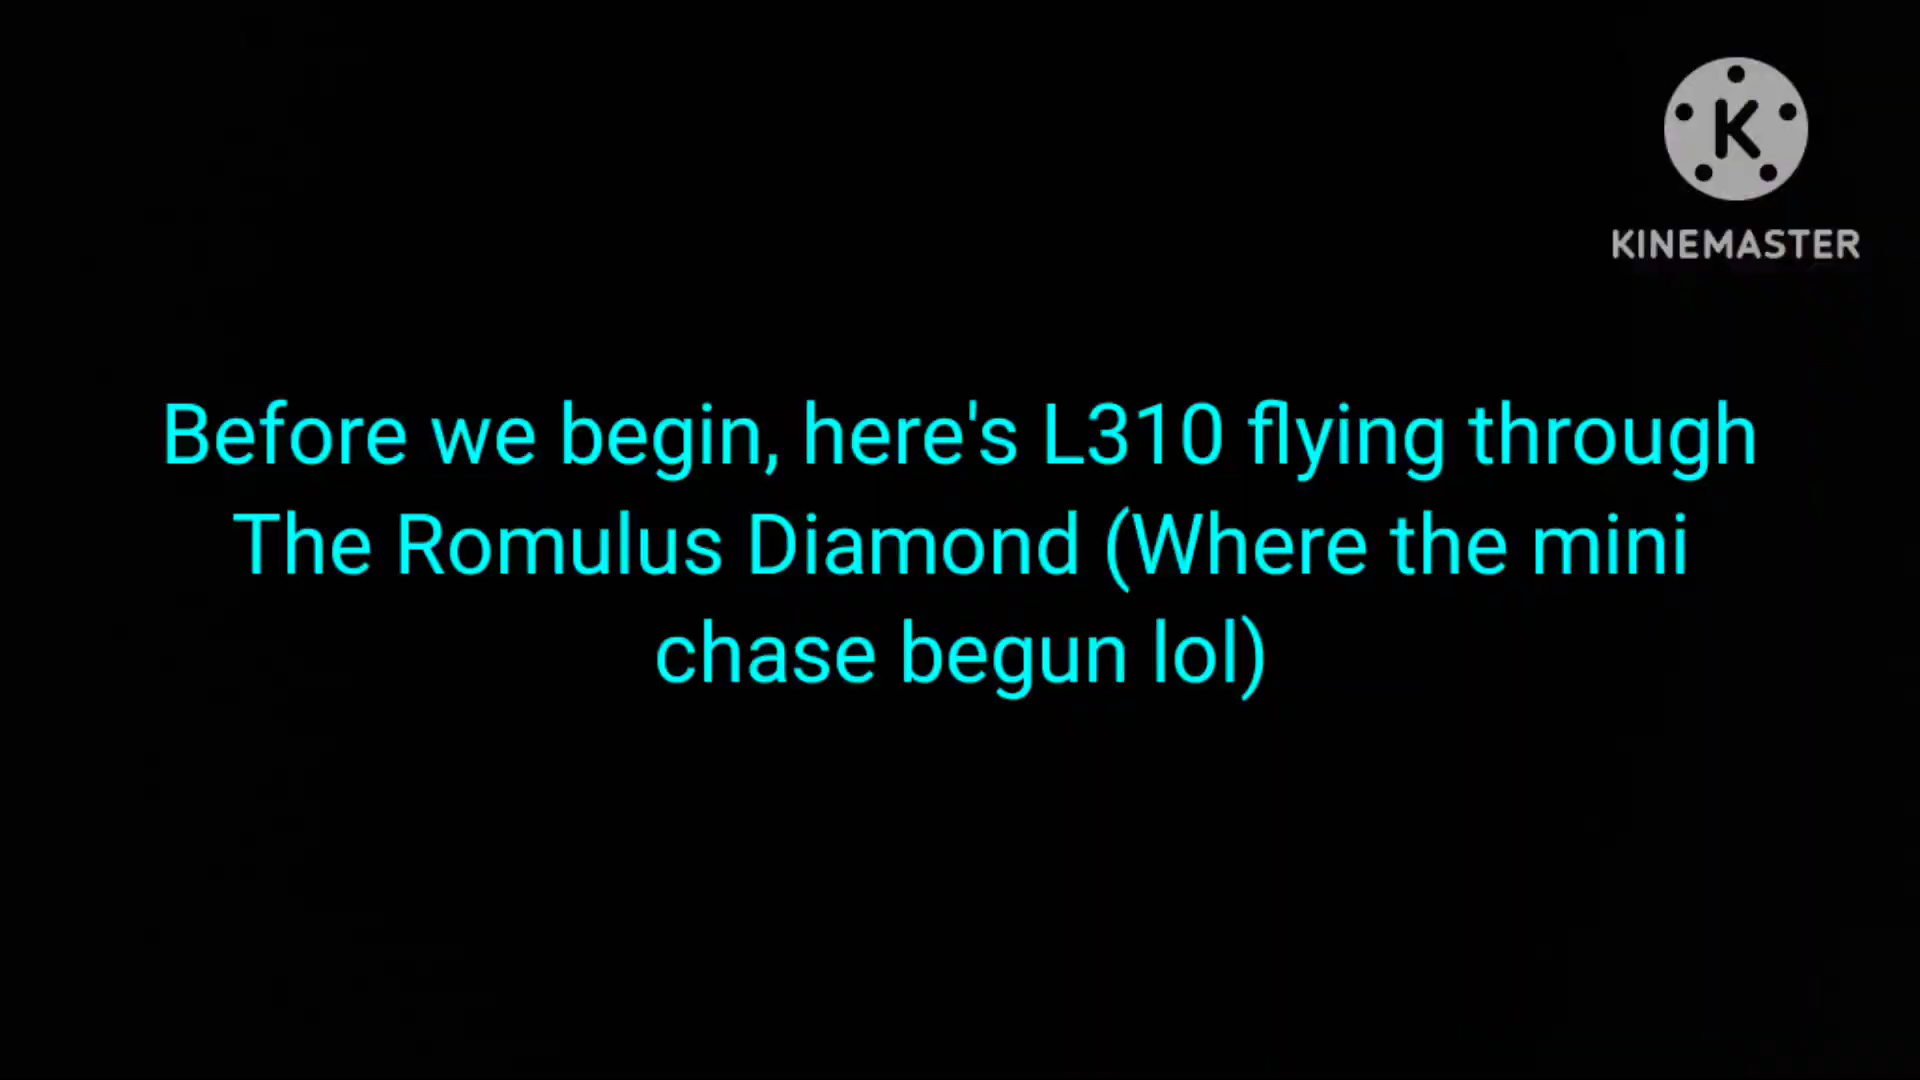 K
KINEMASTER
Before we begin, here's L310 flying through
The Romulus Diamond (Where the mini
chase begun lol)